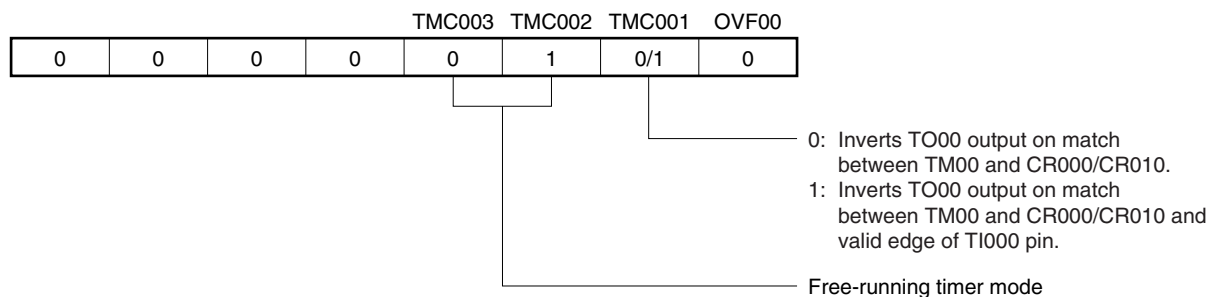 TMC003 TMC002 TMC001 OVF00
0 0 0 0 0 1 0/1 0
0: Inverts TO00 output on match
between TM00 and CR000/CR010.
1: Inverts TO00 output on match
between TM00 and CR000/CR010 and
valid edge of TI000 pin.
Free-running timer mode